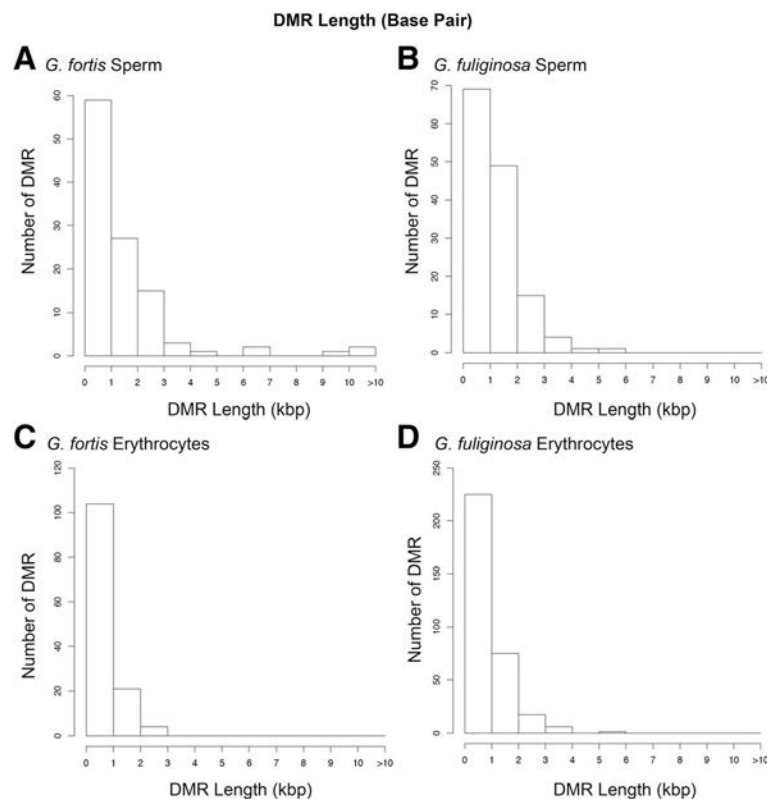 DMR Length (Base Pair)
A G. fortis Sperm
Number of DMR
60
50
40
30
20
10
0
0 1 2 3 4 5 6 7 8 9 10 >10
DMR Length (kbp)
B G. fuliginosa Sperm
Number of DMR
70
60
50
40
30
20
10
0
0 1 2 3 4 5 6 7 8 9 10 >10
DMR Length (kbp)
C G. fortis Erythrocytes
Number of DMR
120
100
80
60
40
20
0
0 1 2 3 4 5 6 7 8 9 10 >10
DMR Length (kbp)
D G. fuliginosa Erythrocytes
Number of DMR
250
200
150
100
50
0
0 1 2 3 4 5 6 7 8 9 10 >10
DMR Length (kbp)